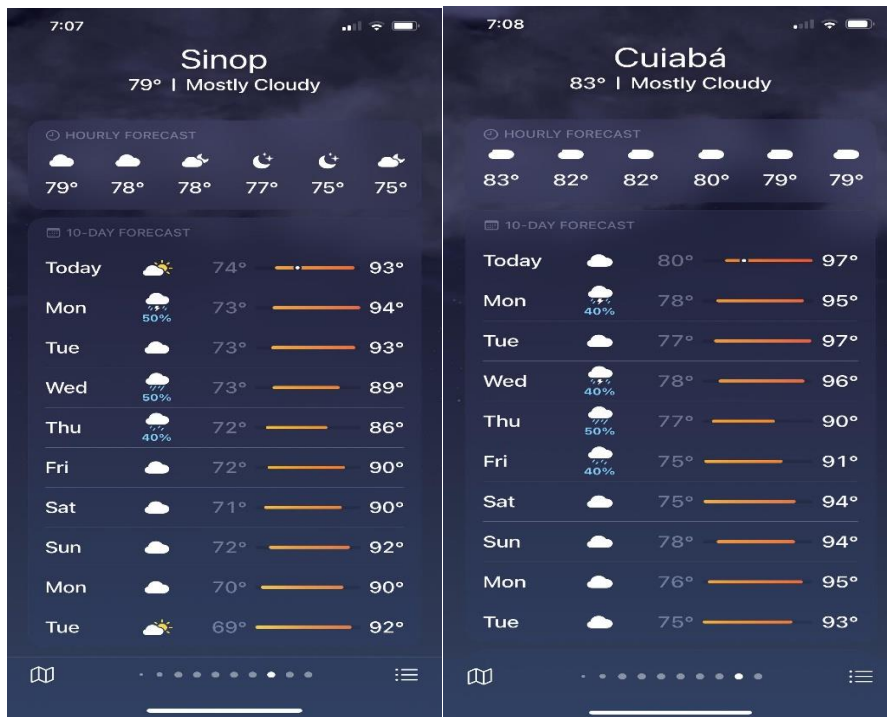 7:07
Sinop
79° | Mostly Cloudy
HOURLY FORECAST
79° 78° 78° 77° 75° 75°
10-DAY FORECAST
Today 74° 93°
Mon 50% 73° 94°
Tue 73° 93°
Wed 50% 73° 89°
Thu 40% 72° 86°
Fri 72° 90°
Sat 71° 90°
Sun 72° 92°
Mon 70° 90°
Tue 69° 92°
7:08
Cuiabá
83° | Mostly Cloudy
HOURLY FORECAST
83° 82° 82° 80° 79° 79°
10-DAY FORECAST
Today 80° 97°
Mon 40% 78° 95°
Tue 77° 97°
Wed 40% 78° 96°
Thu 50% 77° 90°
Fri 40% 75° 91°
Sat 75° 94°
Sun 78° 94°
Mon 76° 95°
Tue 75° 93°